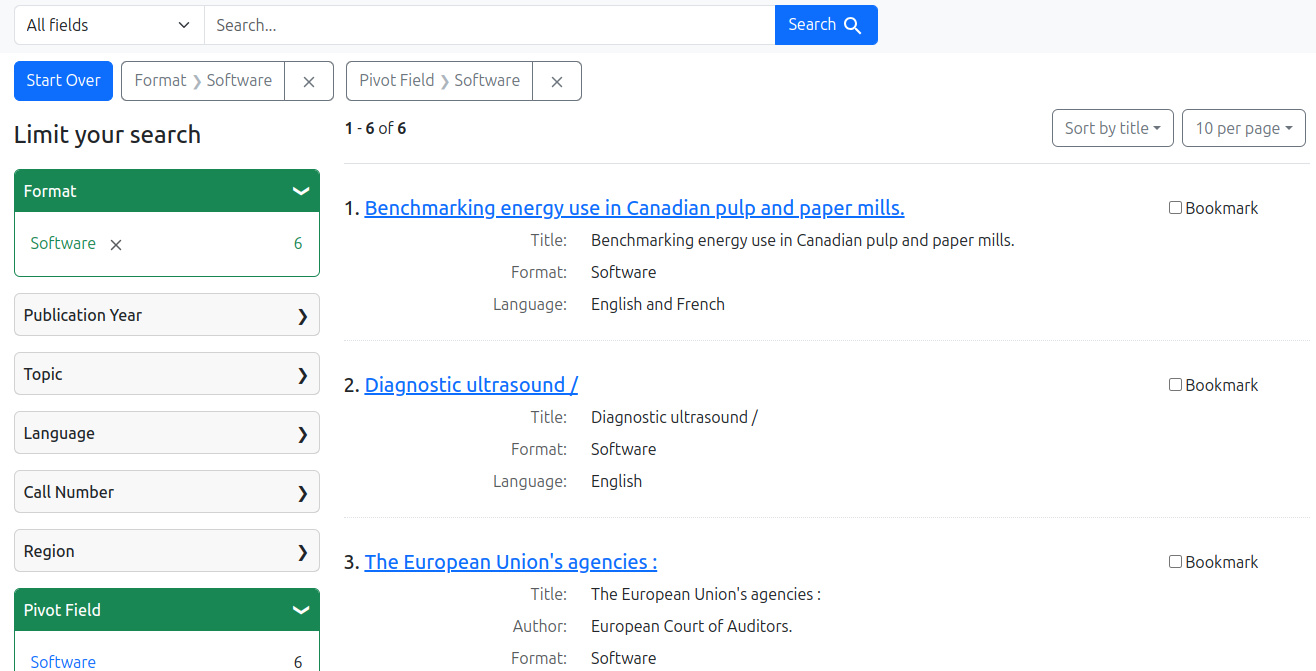 All fields Search... Search
Start Over Format ❯ Software × Pivot Field ❯ Software ×
Limit your search
1 - 6 of 6 Sort by title 10 per page
Format
Software × 6
Publication Year
Topic
Language
Call Number
Region
Pivot Field
Software 6
1. Benchmarking energy use in Canadian pulp and paper mills. Bookmark
Title: Benchmarking energy use in Canadian pulp and paper mills.
Format: Software
Language: English and French
2. Diagnostic ultrasound / Bookmark
Title: Diagnostic ultrasound /
Format: Software
Language: English
3. The European Union's agencies : Bookmark
Title: The European Union's agencies :
Author: European Court of Auditors.
Format: Software